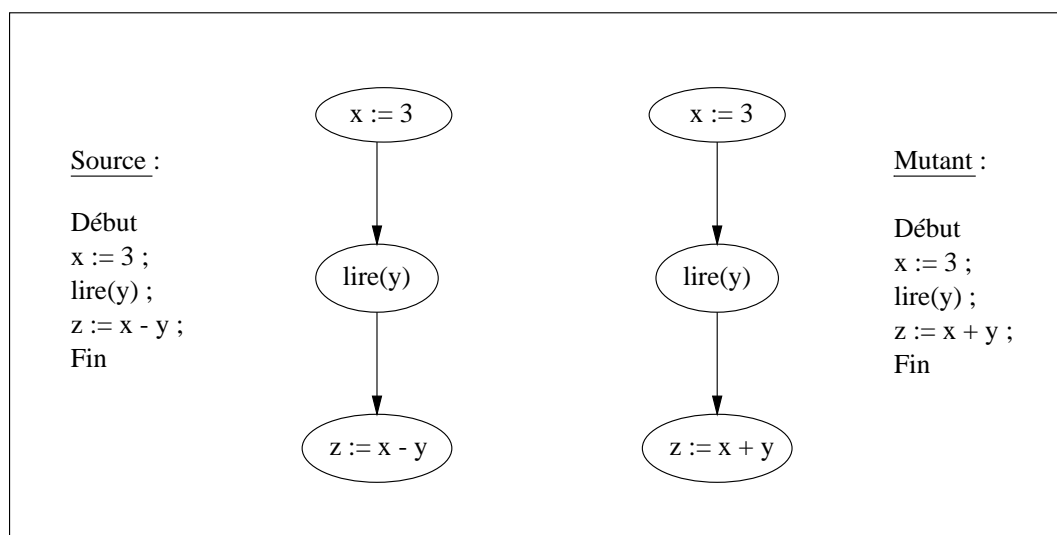 Source :
Début
x := 3 ;
lire(y) ;
z := x - y ;
Fin
x := 3
lire(y)
z := x - y
x := 3
lire(y)
z := x + y
Mutant :
Début
x := 3 ;
lire(y) ;
z := x + y ;
Fin